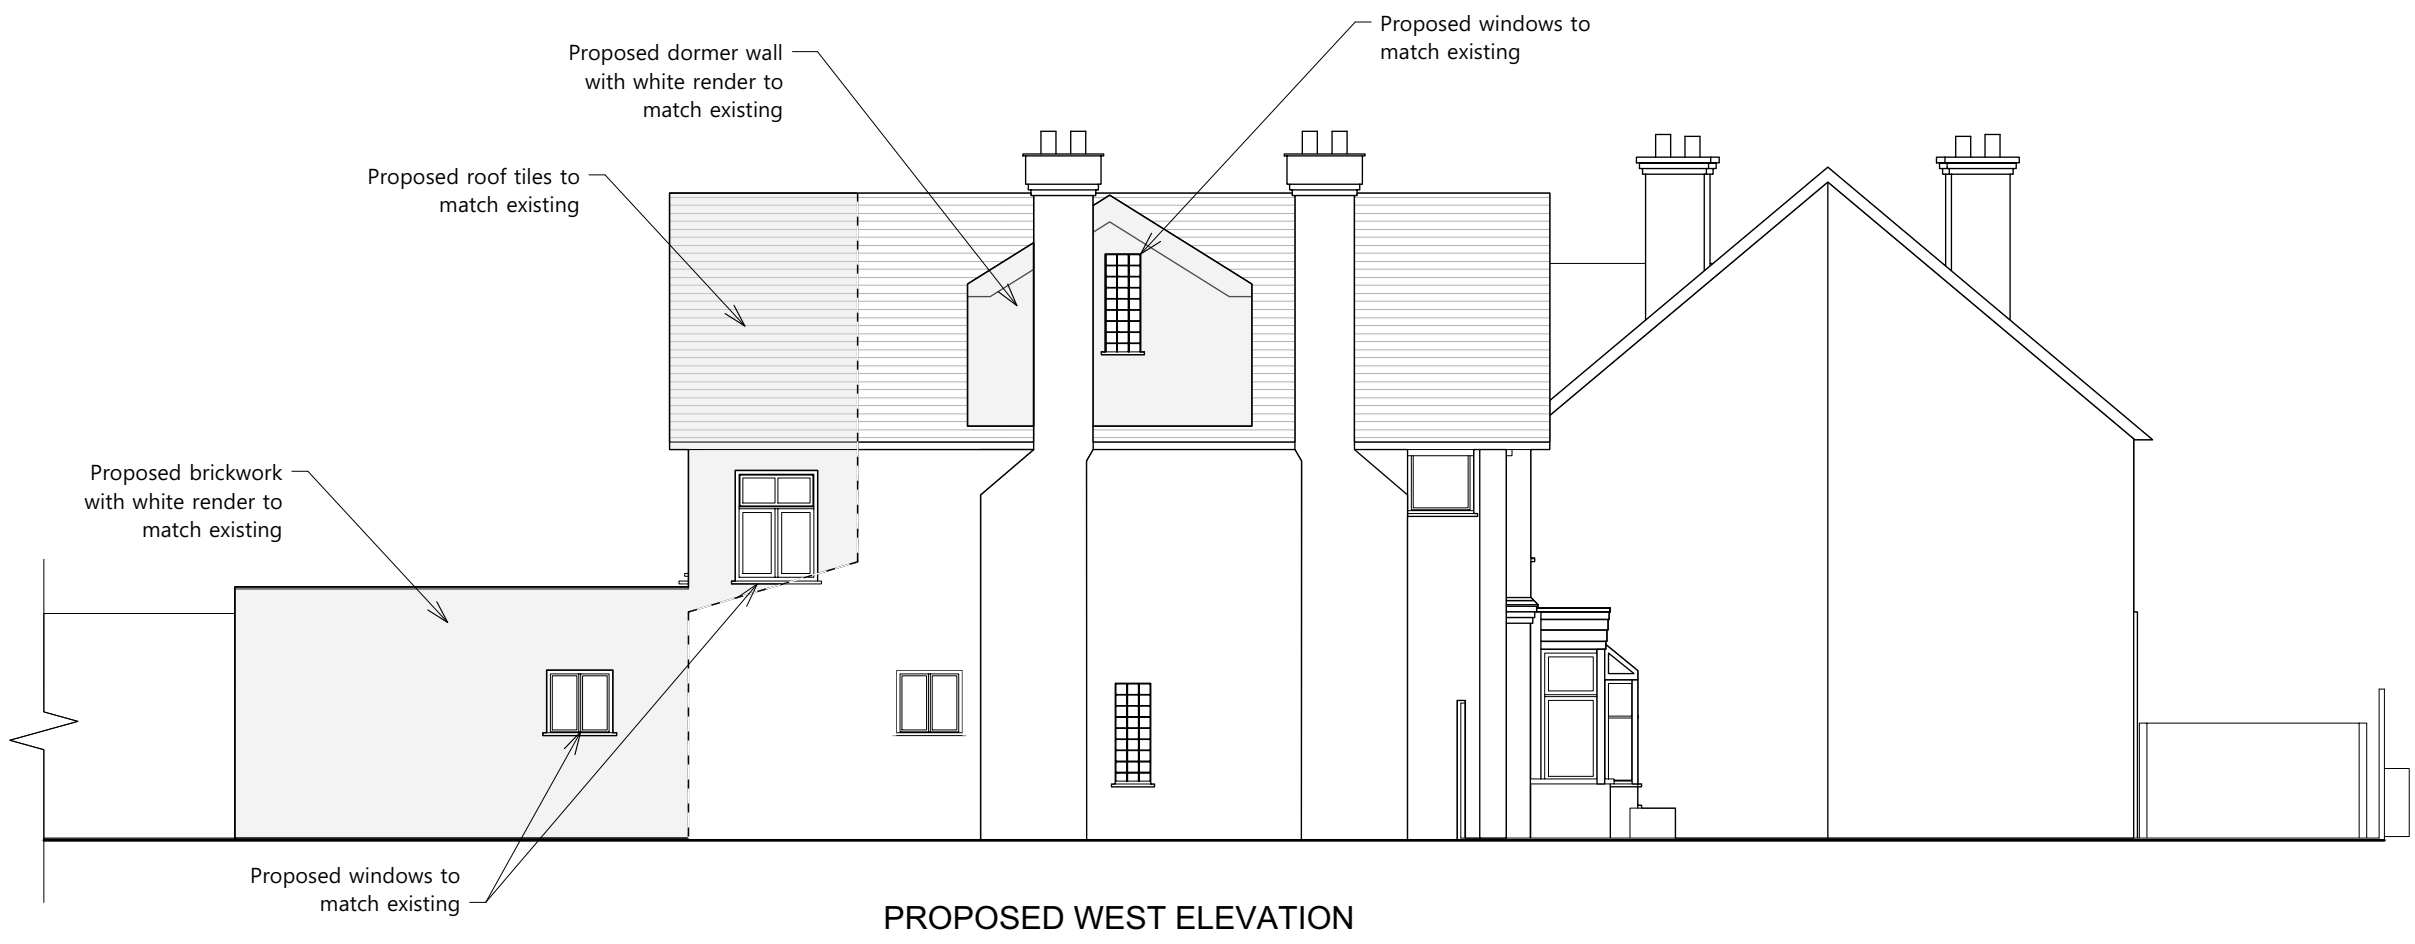 Proposed windows to
match existing
Proposed dormer wall
with white render to
match existing
Proposed roof tiles to
match existing
Proposed brickwork
with white render to
match existing
Proposed windows to
match existing
PROPOSED WEST ELEVATION